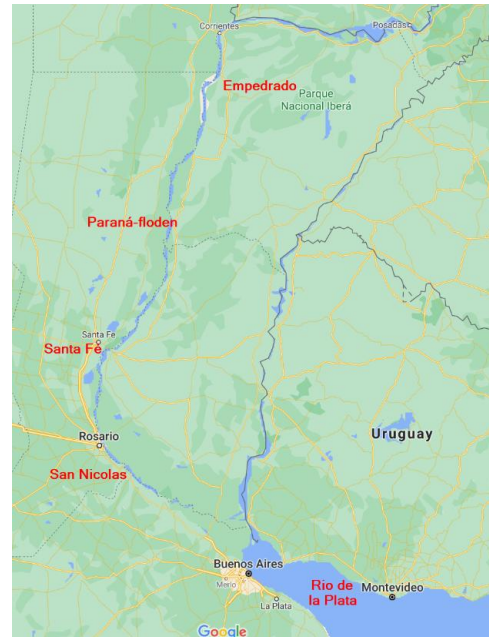 Corrientes
Posadas
Empedrado
Parque
Nacional Iberá
Paraná-floden
Santa Fe
Santa Fé
Rosario
Uruguay
San Nicolas
Buenos Aires
Merlo
Rio de
la Plata
Montevideo
La Plata
Google